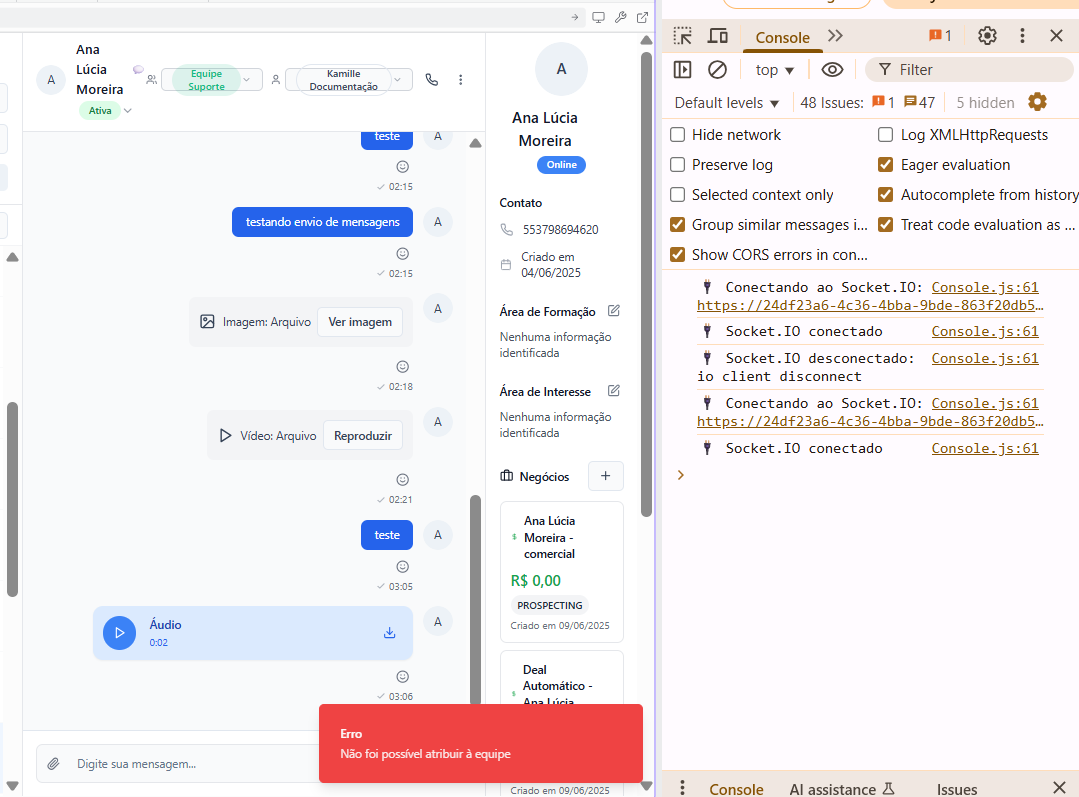 A
Ana
Lúcia
Moreira
Ativa
Equipe
Suporte
Kamille
Documentação
teste
A
02:15
testando envio de mensagens
A
02:15
Imagem: Arquivo
Ver imagem
A
02:18
Vídeo: Arquivo
Reproduzir
A
02:21
teste
A
03:05
Áudio
0:02
A
03:06
Digite sua mensagem...
A
Ana Lúcia
Moreira
Online
Contato
553798694620
Criado em
04/06/2025
Área de Formação
Nenhuma informação
identificada
Área de Interesse
Nenhuma informação
identificada
Negócios
+
Ana Lúcia
Moreira -
comercial
$
R$ 0,00
PROSPECTING
Criado em 09/06/2025
Deal
Automático -
Ana Lúcia
$
Criado em 09/06/2025
Erro
Não foi possível atribuir à equipe
Console
1
top
Filter
Default levels
48 Issues:
1
47
5 hidden
Hide network
Log XMLHttpRequests
Preserve log
Eager evaluation
Selected context only
Autocomplete from history
Group similar messages i...
Treat code evaluation as ...
Show CORS errors in con...
Conectando ao Socket.IO: Console.js:61
https://24df23a6-4c36-4bba-9bde-863f20db5…
Socket.IO conectado Console.js:61
Socket.IO desconectado: Console.js:61
io client disconnect
Conectando ao Socket.IO: Console.js:61
https://24df23a6-4c36-4bba-9bde-863f20db5…
Socket.IO conectado Console.js:61
Console
AI assistance
Issues